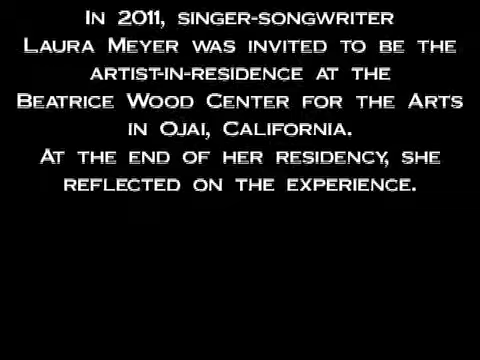 In 2011, singer-songwriter
Laura Meyer was invited to be the
artist-in-residence at the
Beatrice Wood Center for the Arts
in Ojai, California.
At the end of her residency, she
reflected on the experience.